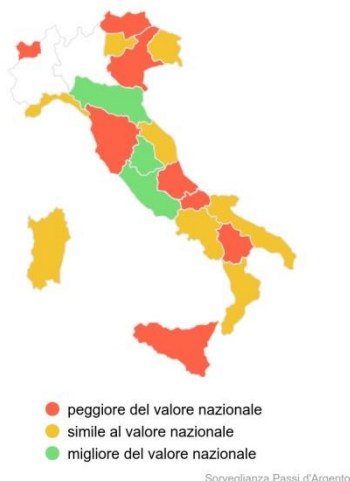 peggiore del valore nazionale
simile al valore nazionale
migliore del valore nazionale
Sorveglianza Passi d'Argento